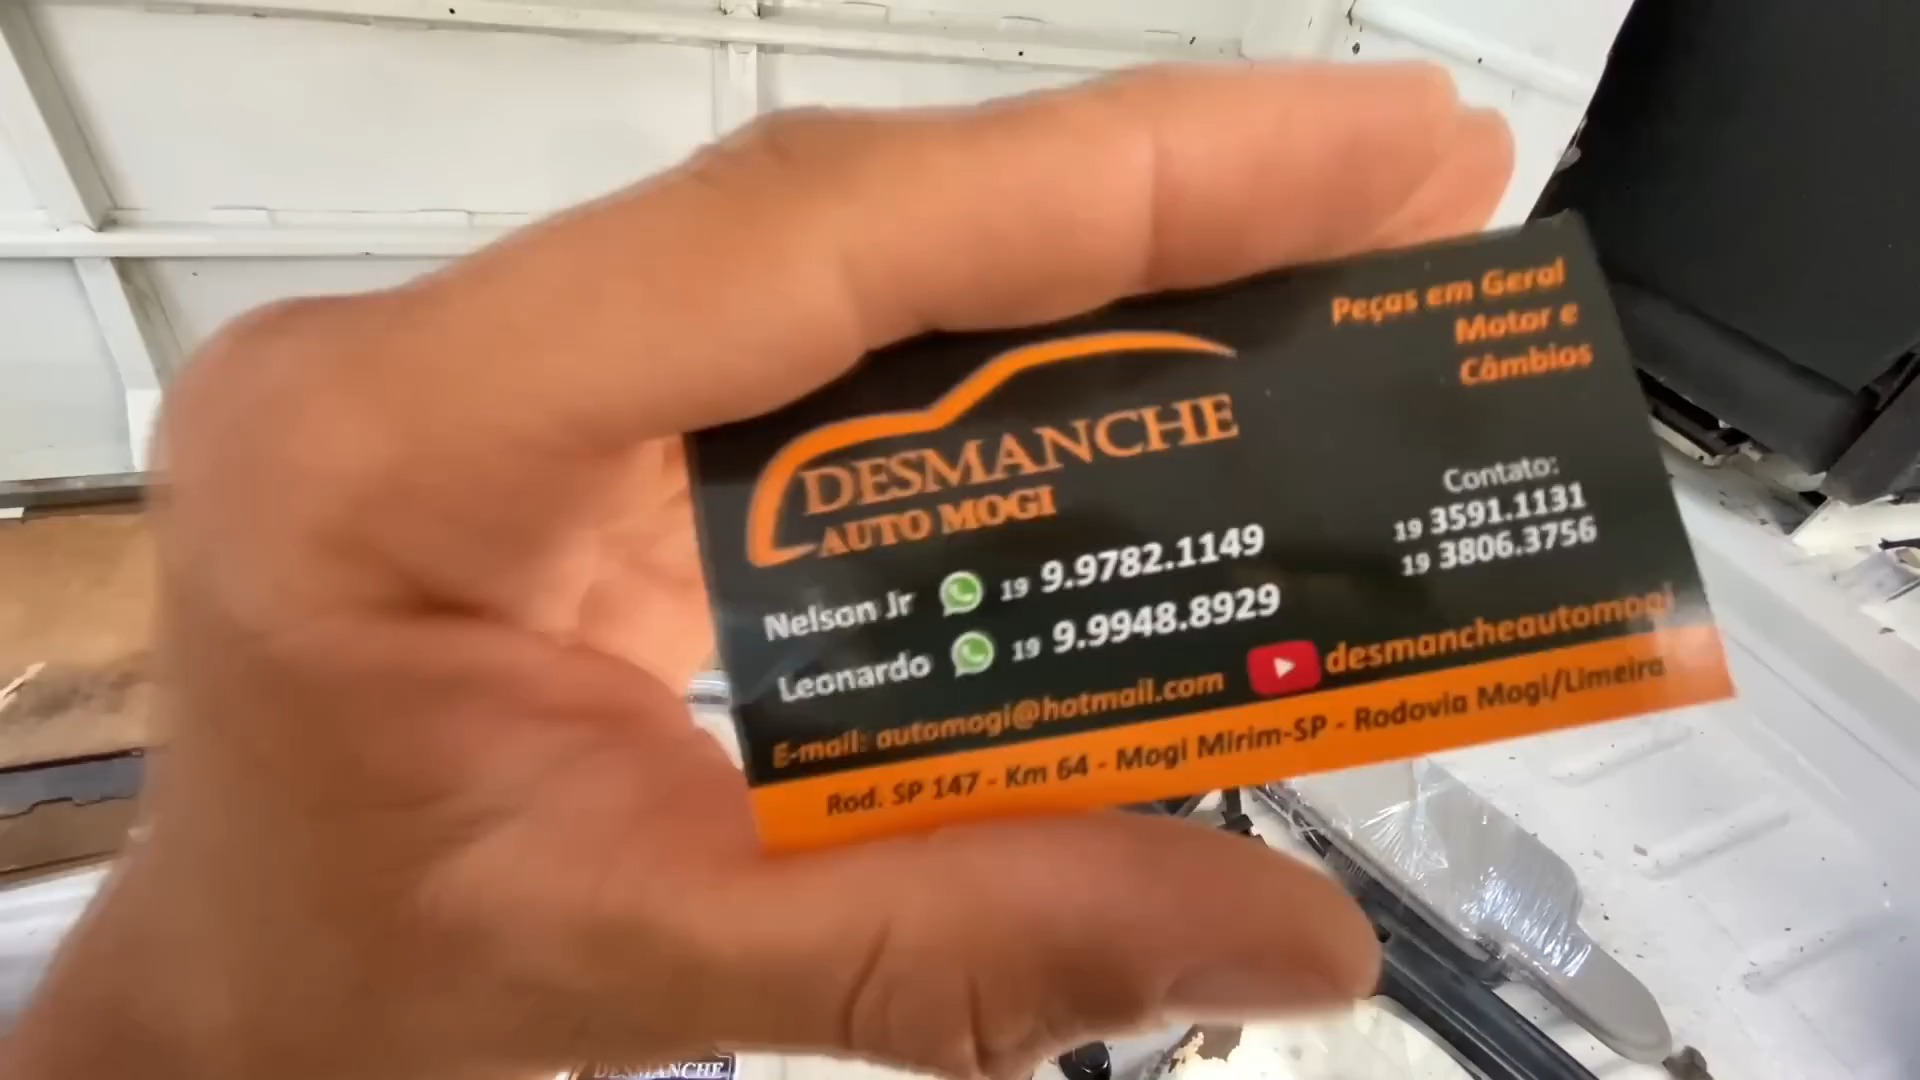 Peças em Geral
Motor e
Câmbios
DESMANCHE
AUTO MOGI
Contato:
19 3591.1131
19 3806.3756
Nelson Jr 19 9.9782.1149
Leonardo 19 9.9948.8929
E-mail: automogi@hotmail.com
desmancheautomogi
Rod. SP 147 - Km 64 - Mogi Mirim-SP - Rodovia Mogi/Limeira
DESMANCHE